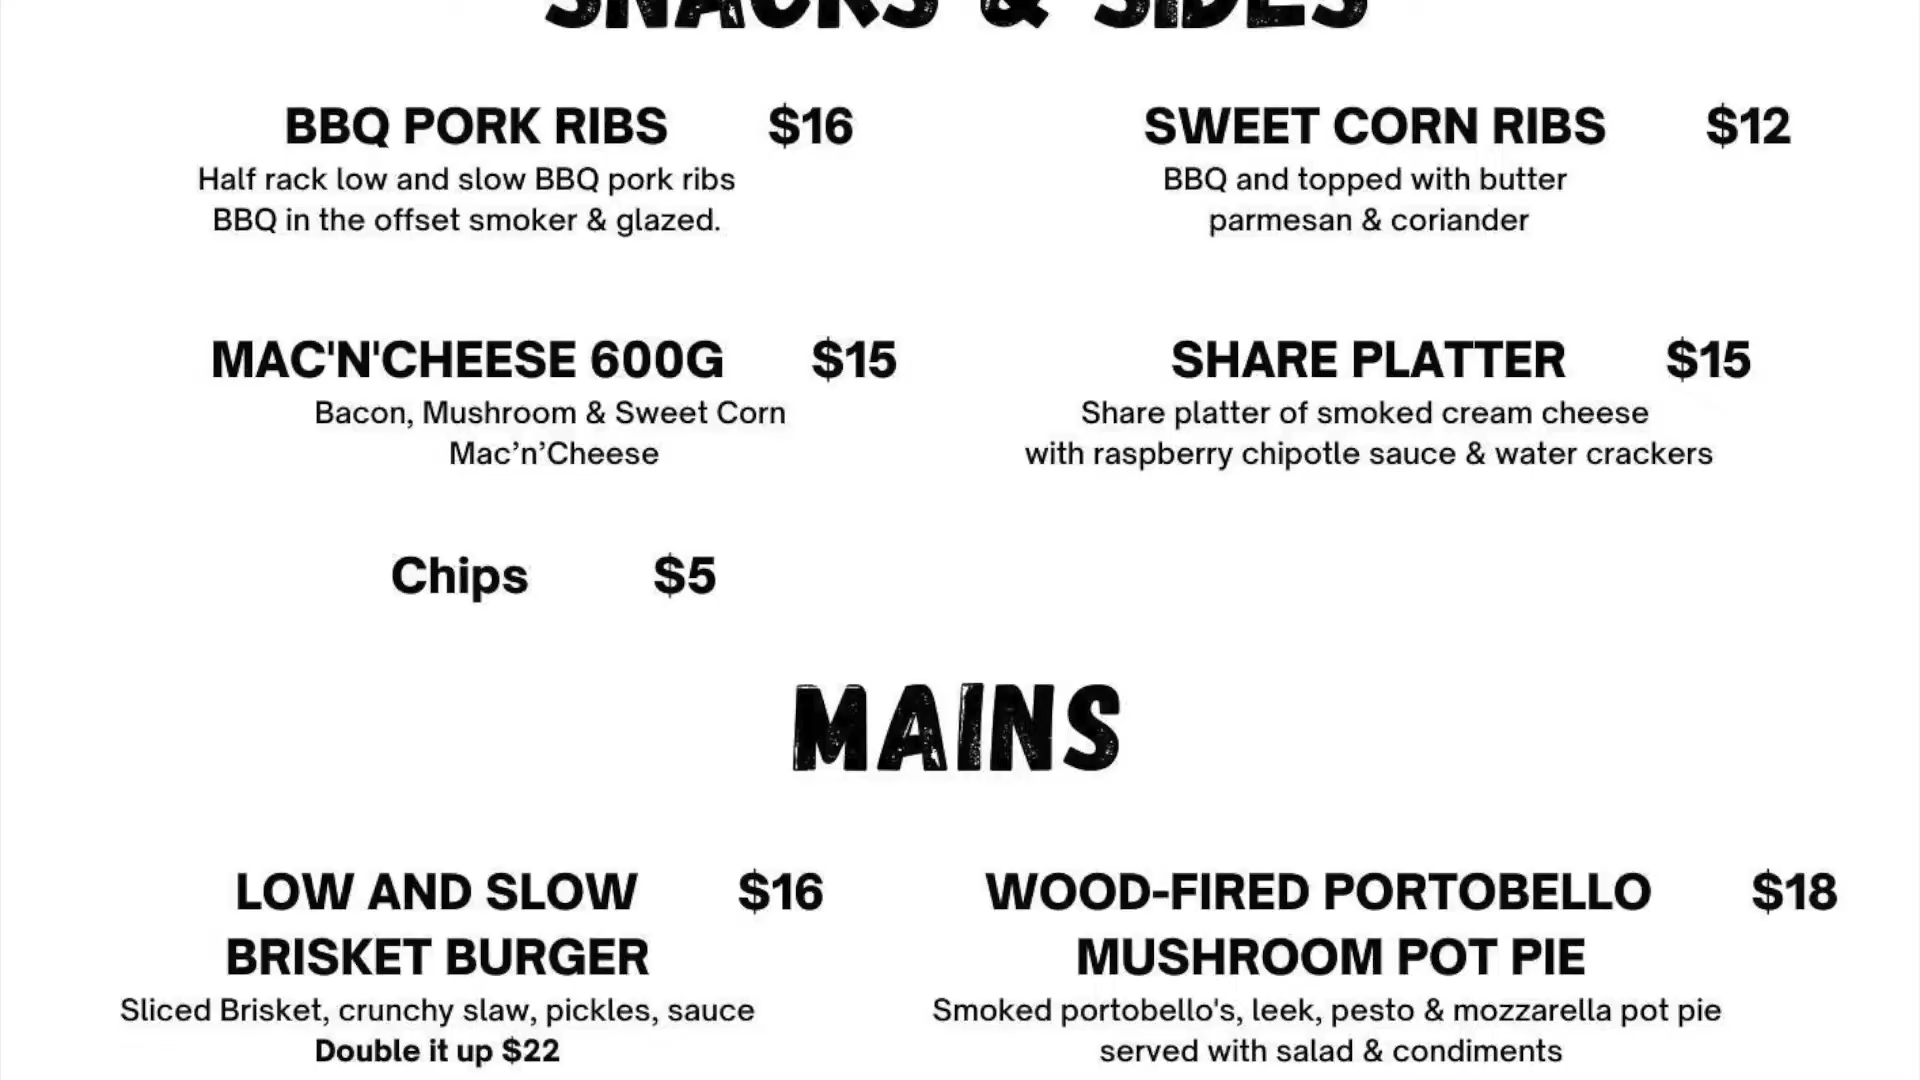 SNACKS & SIDES
BBQ PORK RIBS $16
Half rack low and slow BBQ pork ribs
BBQ in the offset smoker & glazed.
SWEET CORN RIBS $12
BBQ and topped with butter
parmesan & coriander
MAC'N'CHEESE 600G $15
Bacon, Mushroom & Sweet Corn
Mac’n’Cheese
SHARE PLATTER $15
Share platter of smoked cream cheese
with raspberry chipotle sauce & water crackers
Chips $5
MAINS
LOW AND SLOW $16
BRISKET BURGER
Sliced Brisket, crunchy slaw, pickles, sauce
Double it up $22
WOOD-FIRED PORTOBELLO $18
MUSHROOM POT PIE
Smoked portobello's, leek, pesto & mozzarella pot pie
served with salad & condiments